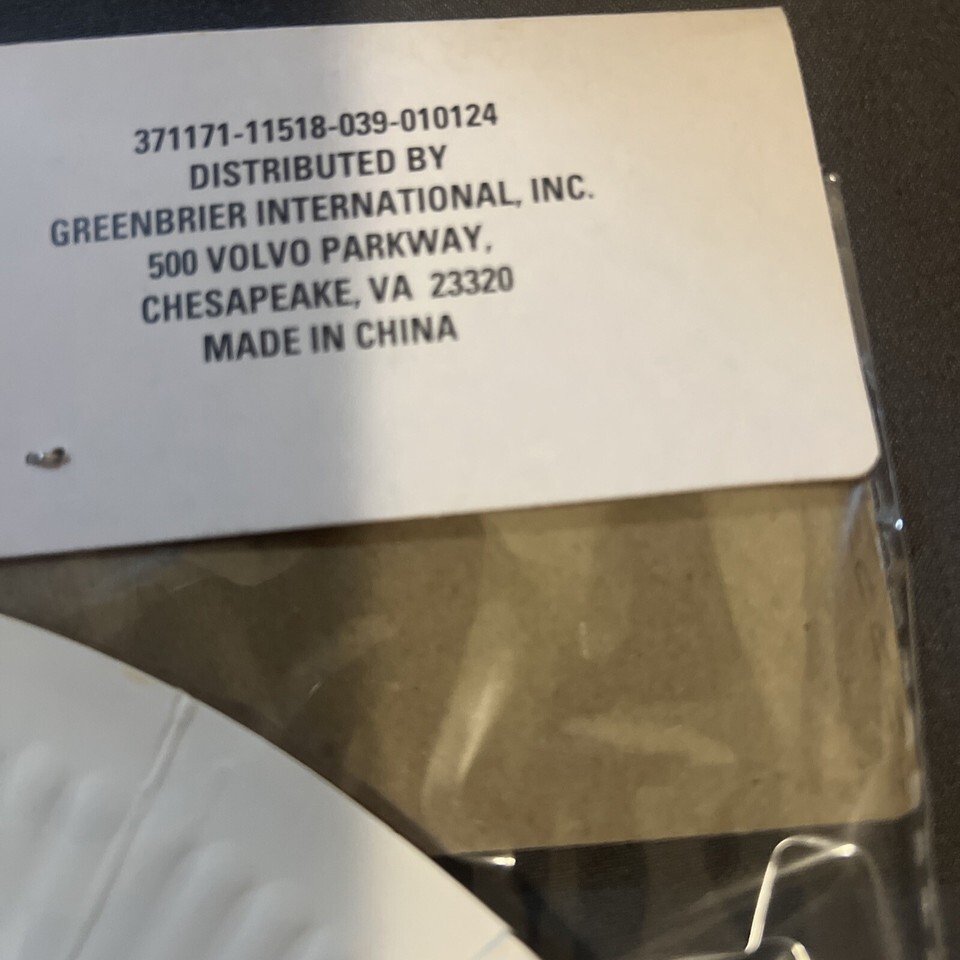 371171-11518-039-010124
DISTRIBUTED BY
GREENBRIER INTERNATIONAL, INC.
500 VOLVO PARKWAY,
CHESAPEAKE, VA 23320
MADE IN CHINA